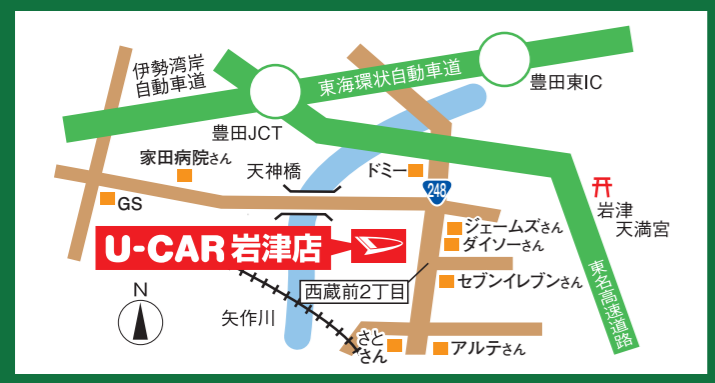 伊勢湾岸
自動車道
東海環状自動車道
豊田東IC
豊田JCT
家田病院さん
天神橋
ドミー
248
GS
岩津
天満宮
ジェームズさん
ダイソーさん
U-CAR岩津店
セブンイレブンさん
西蔵前2丁目
東名高速道路
N
矢作川
さと
さん
アルテさん